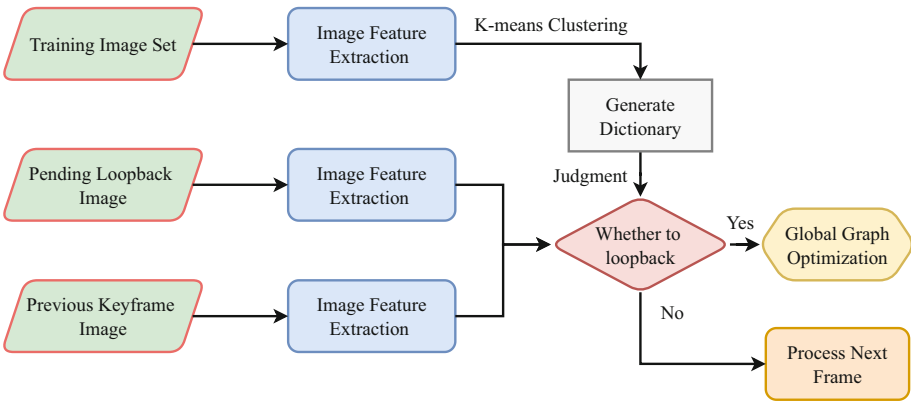 Training Image Set
Image Feature
Extraction
K-means Clustering
Generate
Dictionary
Judgment
Pending Loopback
Image
Image Feature
Extraction
Whether to
loopback
Yes
Global Graph
Optimization
Previous Keyframe
Image
Image Feature
Extraction
No
Process Next
Frame